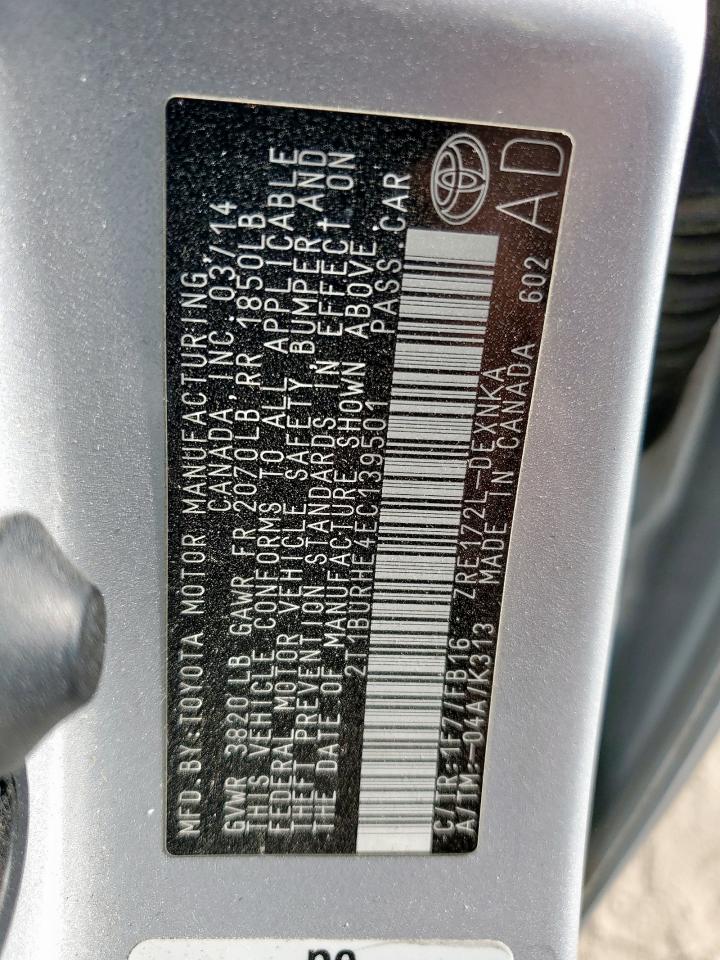 MFD.BY:TOYOTA MOTOR MANUFACTURING
CANADA, INC. 03/14
GVWR 3820LB GAWR FR 2070LB, RR 1850LB
THIS VEHICLE CONFORMS TO ALL APPLICABLE
FEDERAL MOTOR VEHICLE SAFETY, BUMPER AND
THEFT PREVENTION STANDARDS IN EFFECT ON
THE DATE OF MANUFACTURE SHOWN ABOVE.
2T1BURHE4EC139501 PASS. CAR
C/TR: 1F7/FB16 ZRE172L-DEXNKA
A/TM: -04A/K313 MADE IN CANADA 602 AD